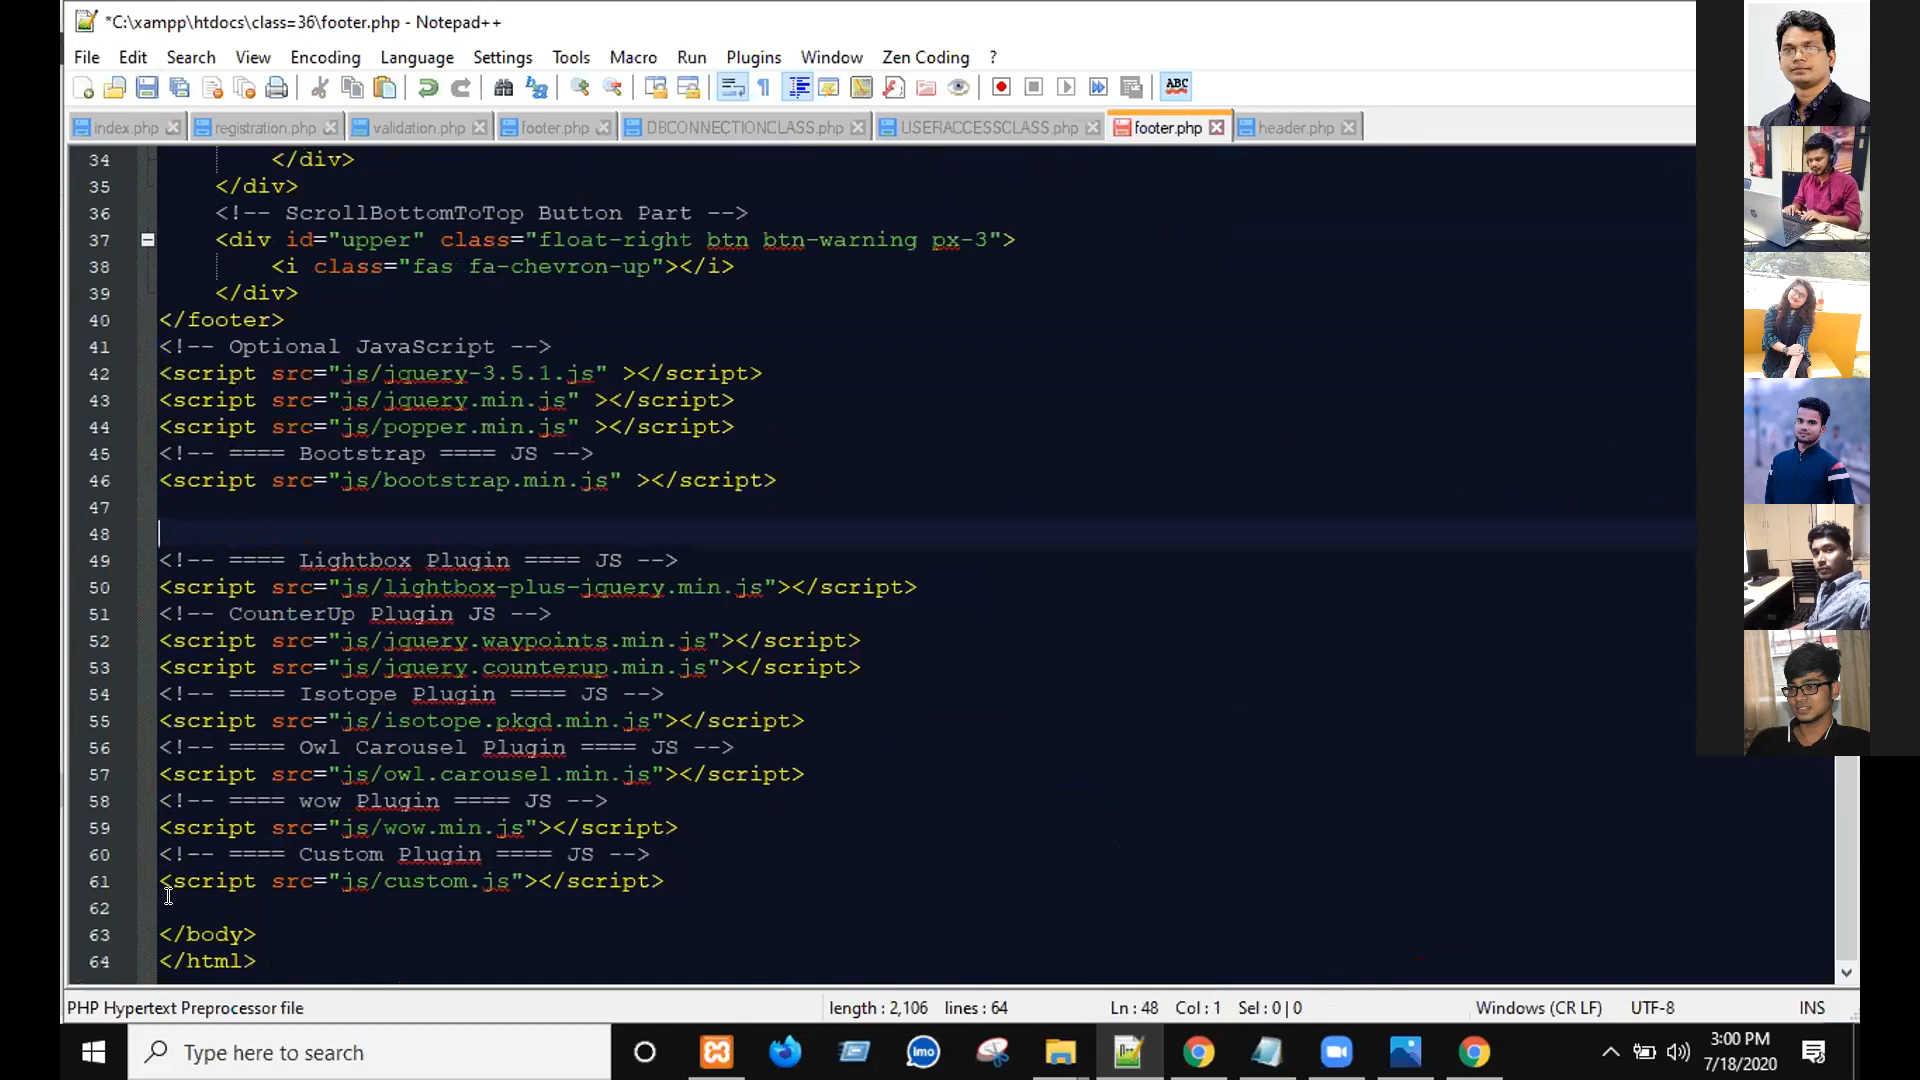 *C:\xampp\htdocs\class=36\footer.php - Notepad++
File Edit Search View Encoding Language Settings Tools Macro Run Plugins Window Zen Coding ?
ABC
index.php registration.php validation.php footer.php DBCONNECTIONCLASS.php USERACCESSCLASS.php footer.php header.php
34 </div>
35 </div>
36 <!-- ScrollBottomToTop Button Part -->
37 <div id="upper" class="float-right btn btn-warning px-3">
38 <i class="fas fa-chevron-up"></i>
39 </div>
40 </footer>
41 <!-- Optional JavaScript -->
42 <script src="js/jquery-3.5.1.js" ></script>
43 <script src="js/jquery.min.js" ></script>
44 <script src="js/popper.min.js" ></script>
45 <!-- ==== Bootstrap ==== JS -->
46 <script src="js/bootstrap.min.js" ></script>
47
48
49 <!-- ==== Lightbox Plugin ==== JS -->
50 <script src="js/lightbox-plus-jquery.min.js"></script>
51 <!-- CounterUp Plugin JS -->
52 <script src="js/jquery.waypoints.min.js"></script>
53 <script src="js/jquery.counterup.min.js"></script>
54 <!-- ==== Isotope Plugin ==== JS -->
55 <script src="js/isotope.pkgd.min.js"></script>
56 <!-- ==== Owl Carousel Plugin ==== JS -->
57 <script src="js/owl.carousel.min.js"></script>
58 <!-- ==== wow Plugin ==== JS -->
59 <script src="js/wow.min.js"></script>
60 <!-- ==== Custom Plugin ==== JS -->
61 <script src="js/custom.js"></script>
62
63 </body>
64 </html>
PHP Hypertext Preprocessor file length : 2,106 lines : 64 Ln : 48 Col : 1 Sel : 0 | 0 Windows (CR LF) UTF-8 INS
Type here to search
imo
3:00 PM
7/18/2020